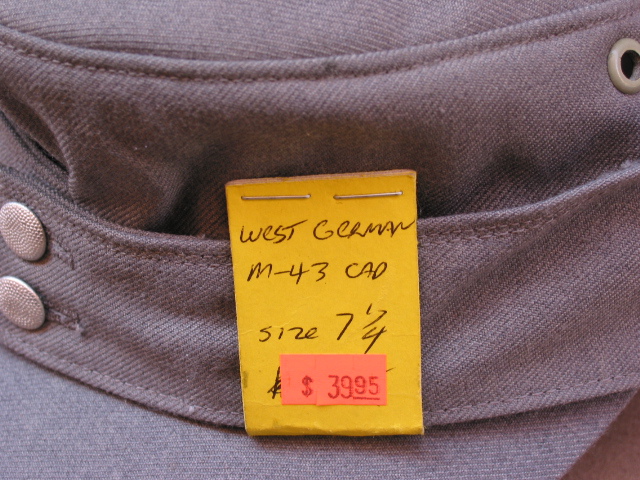 WEST GERMAN
M-43 CAP
SIZE 7 1/4
$ 39.95